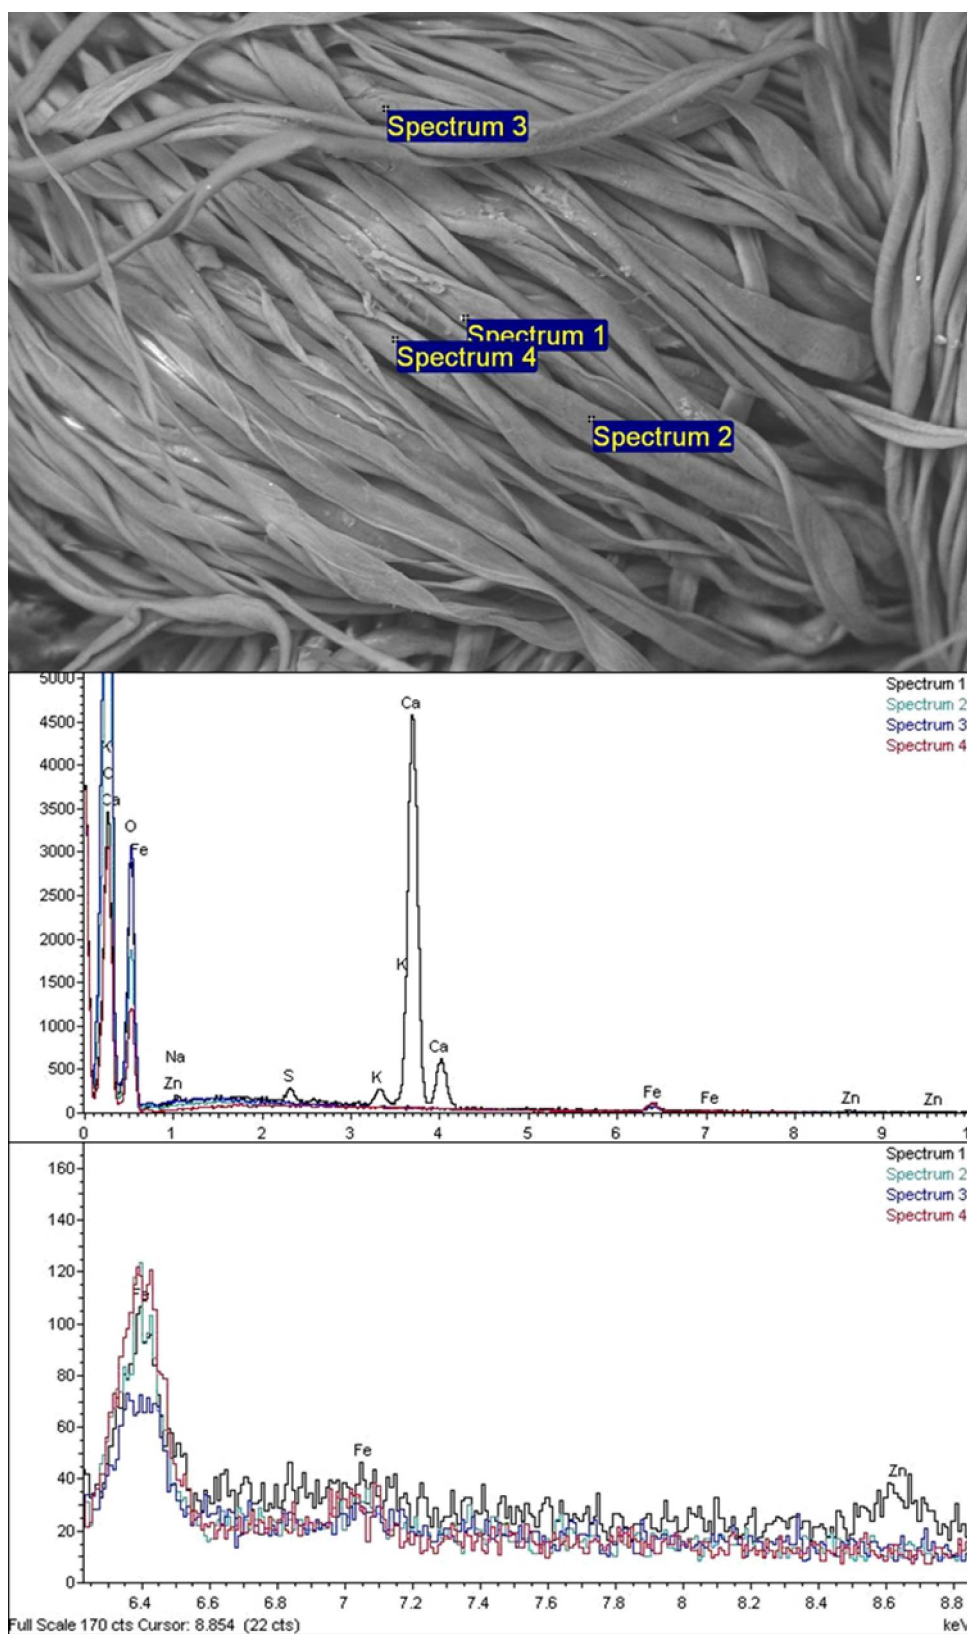 Spectrum 3
Spectrum 1
Spectrum 4
Spectrum 2
5000
4500
4000
3500
3000
2500
2000
1500
1000
500
0
K
C
Ca
O
Fe
Na
Zn
S
K
K
Ca
Ca
Fe
Fe
Zn
Zn
Spectrum 1
Spectrum 2
Spectrum 3
Spectrum 4
0 1 2 3 4 5 6 7 8 9 10
160
140
120
100
80
60
40
20
0
Fe
Fe
Zn
Spectrum 1
Spectrum 2
Spectrum 3
Spectrum 4
6.4 6.6 6.8 7 7.2 7.4 7.6 7.8 8 8.2 8.4 8.6 8.8
Full Scale 170 cts Cursor: 8.854 (22 cts) keV